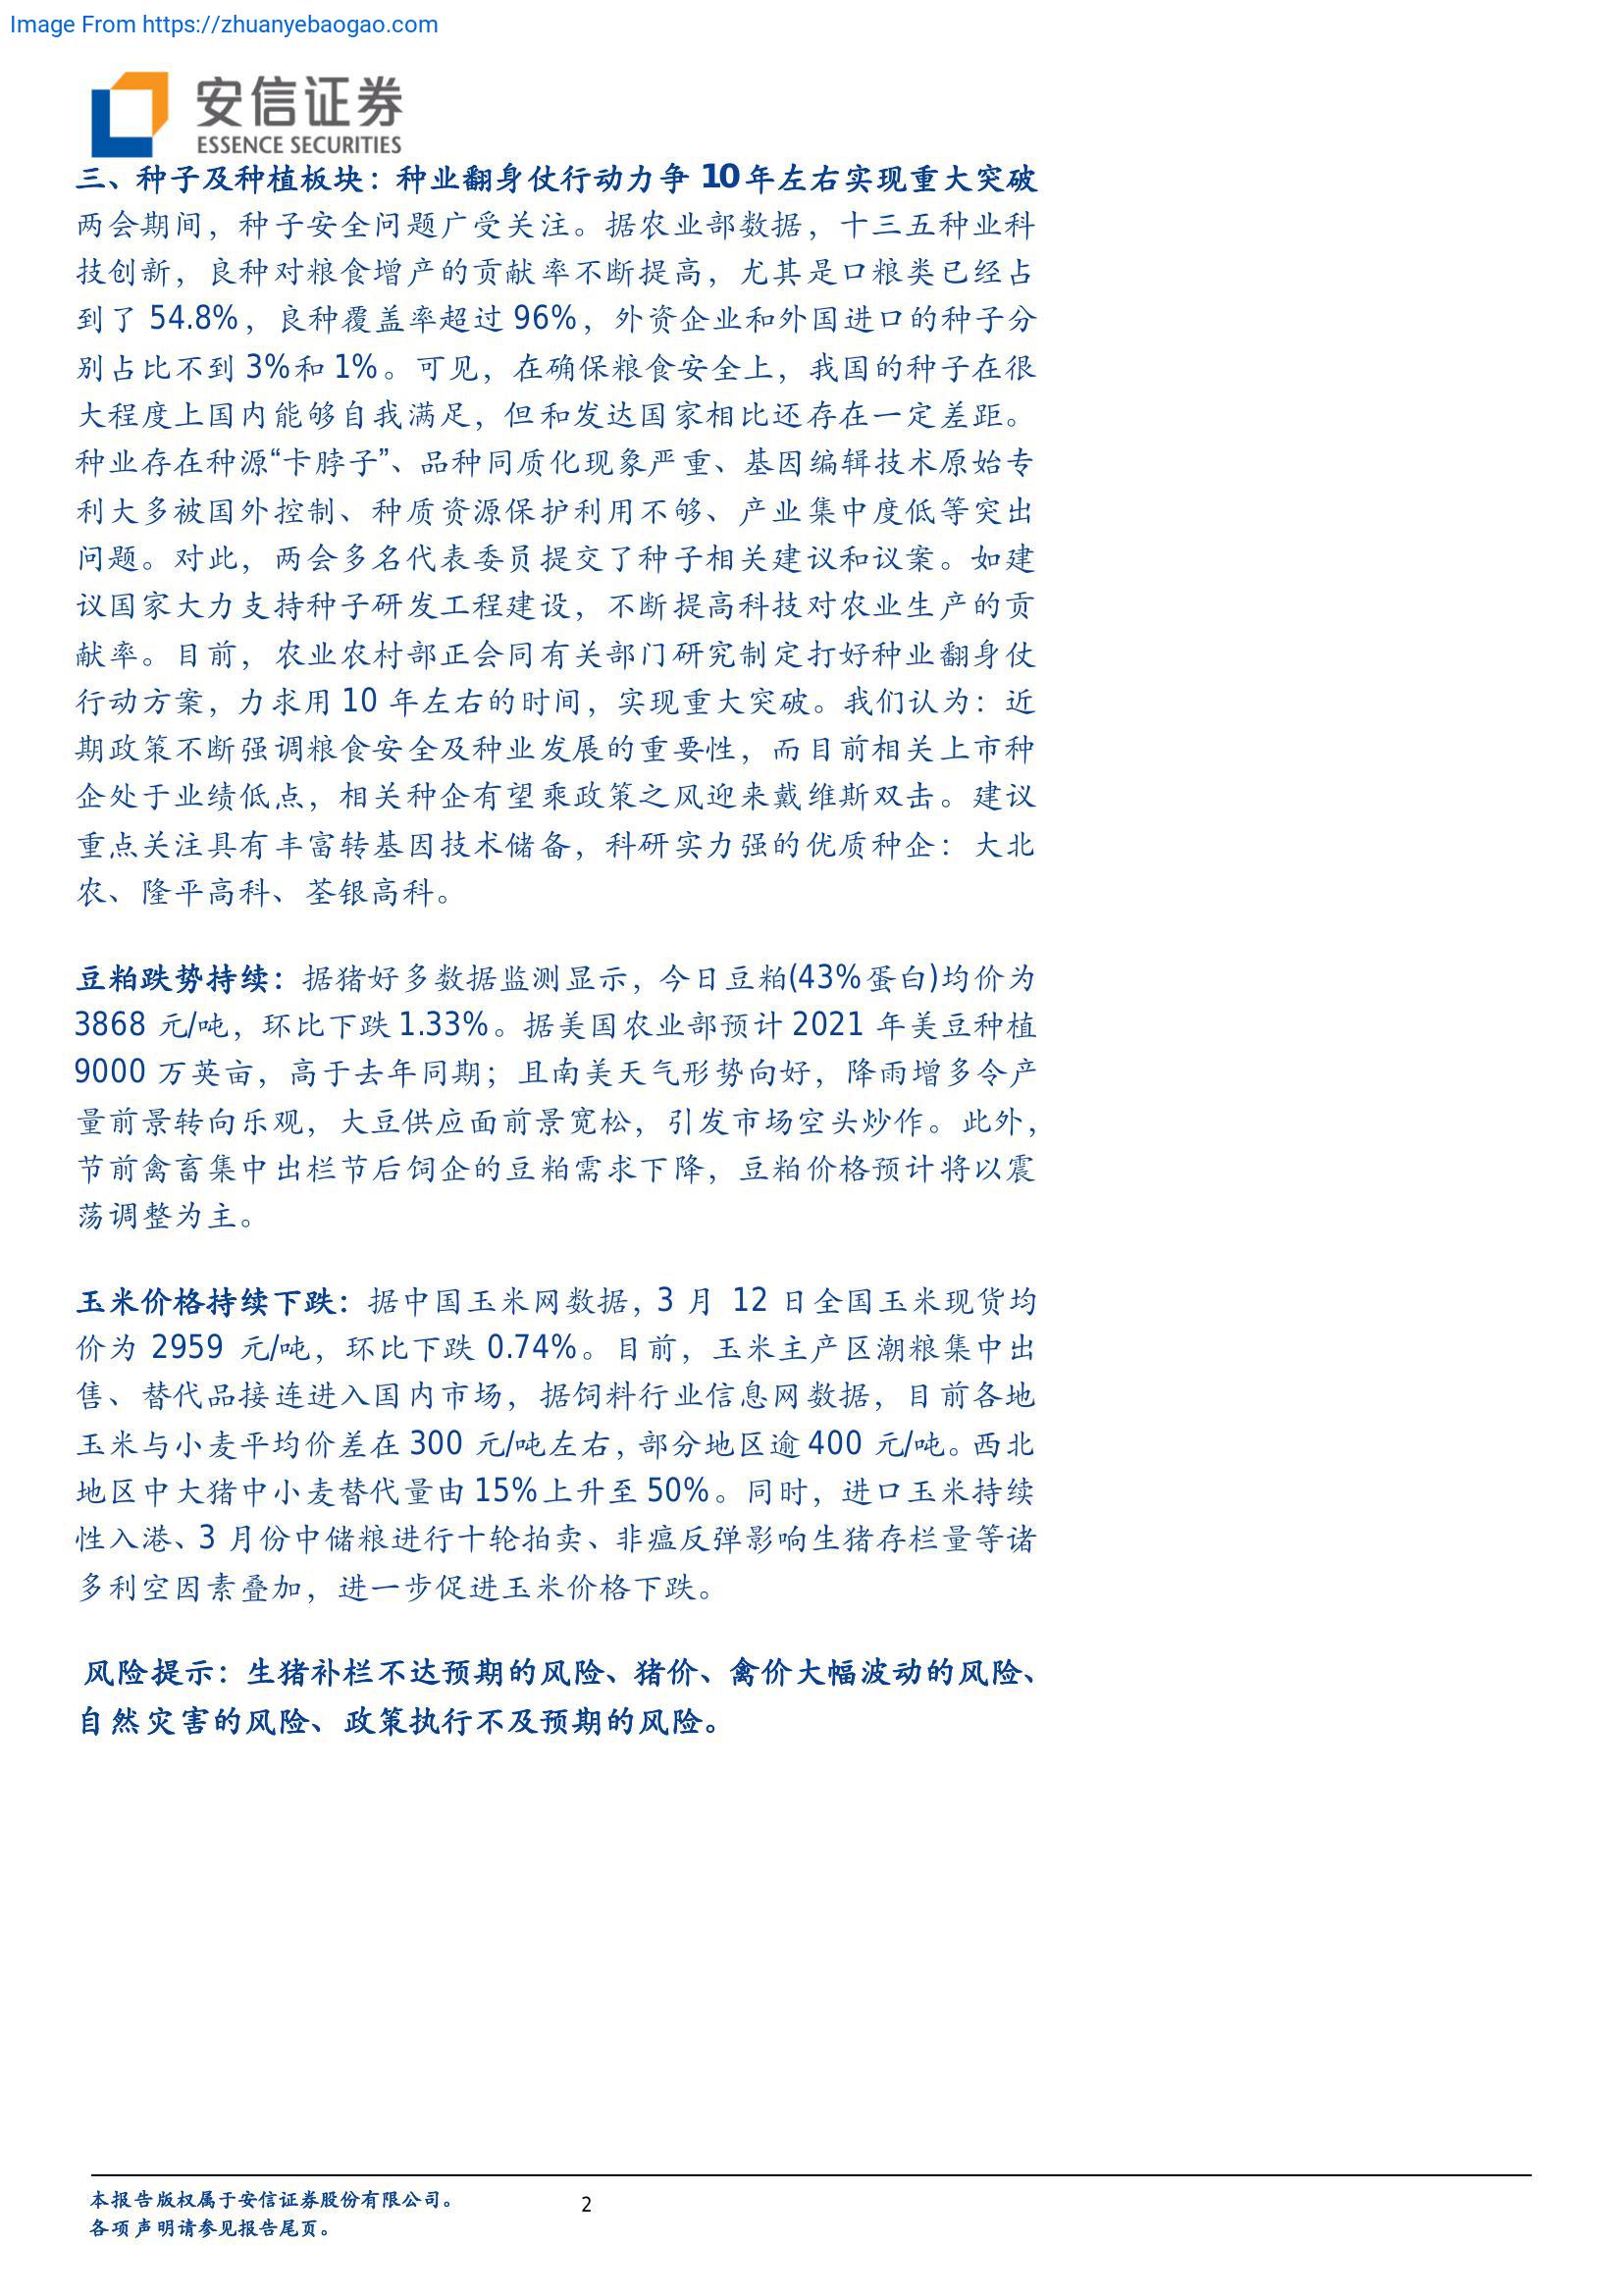 Image From https://zhuanyebaogao.com
安信证券
ESSENCE SECURITIES
三、种子及种植板块：种业翻身仗行动力争 10 年左右实现重大突破
两会期间，种子安全问题广受关注。据农业部数据，十三五种业科
技创新，良种对粮食增产的贡献率不断提高，尤其是口粮类已经占
到了 54.8%，良种覆盖率超过 96%，外资企业和外国进口的种子分
别占比不到 3%和 1%。可见，在确保粮食安全上，我国的种子在很
大程度上国内能够自我满足，但和发达国家相比还存在一定差距。
种业存在种源“卡脖子”、品种同质化现象严重、基因编辑技术原始专
利大多被国外控制、种质资源保护利用不够、产业集中度低等突出
问题。对此，两会多名代表委员提交了种子相关建议和议案。如建
议国家大力支持种子研发工程建设，不断提高科技对农业生产的贡
献率。目前，农业农村部正会同有关部门研究制定打好种业翻身仗
行动方案，力求用 10 年左右的时间，实现重大突破。我们认为：近
期政策不断强调粮食安全及种业发展的重要性，而目前相关上市种
企处于业绩低点，相关种企有望乘政策之风迎来戴维斯双击。建议
重点关注具有丰富转基因技术储备，科研实力强的优质种企：大北
农、隆平高科、荃银高科。
豆粕跌势持续：据猪好多数据监测显示，今日豆粕(43%蛋白)均价为
3868 元/吨，环比下跌 1.33%。据美国农业部预计 2021 年美豆种植
9000 万英亩，高于去年同期；且南美天气形势向好，降雨增多令产
量前景转向乐观，大豆供应面前景宽松，引发市场空头炒作。此外，
节前禽畜集中出栏节后饲企的豆粕需求下降，豆粕价格预计将以震
荡调整为主。
玉米价格持续下跌：据中国玉米网数据，3 月 12 日全国玉米现货均
价为 2959 元/吨，环比下跌 0.74%。目前，玉米主产区潮粮集中出
售、替代品接连进入国内市场，据饲料行业信息网数据，目前各地
玉米与小麦平均价差在 300 元/吨左右，部分地区逾 400 元/吨。西北
地区中大猪中小麦替代量由 15%上升至 50%。同时，进口玉米持续
性入港、3 月份中储粮进行十轮拍卖、非瘟反弹影响生猪存栏量等诸
多利空因素叠加，进一步促进玉米价格下跌。
风险提示：生猪补栏不达预期的风险、猪价、禽价大幅波动的风险、
自然灾害的风险、政策执行不及预期的风险。
本报告版权属于安信证券股份有限公司。
2
各项声明请参见报告尾页。